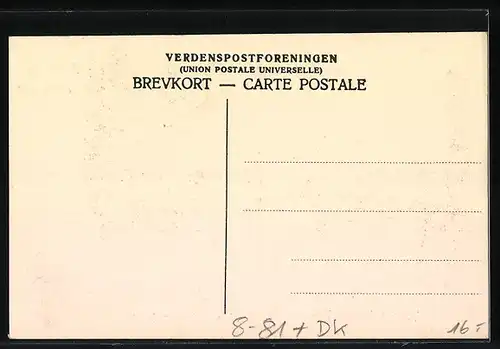 VERDENSPOSTFORENINGEN
(UNION POSTALE UNIVERSELLE)
BREVKORT — CARTE POSTALE
8-81 + DK
16.-